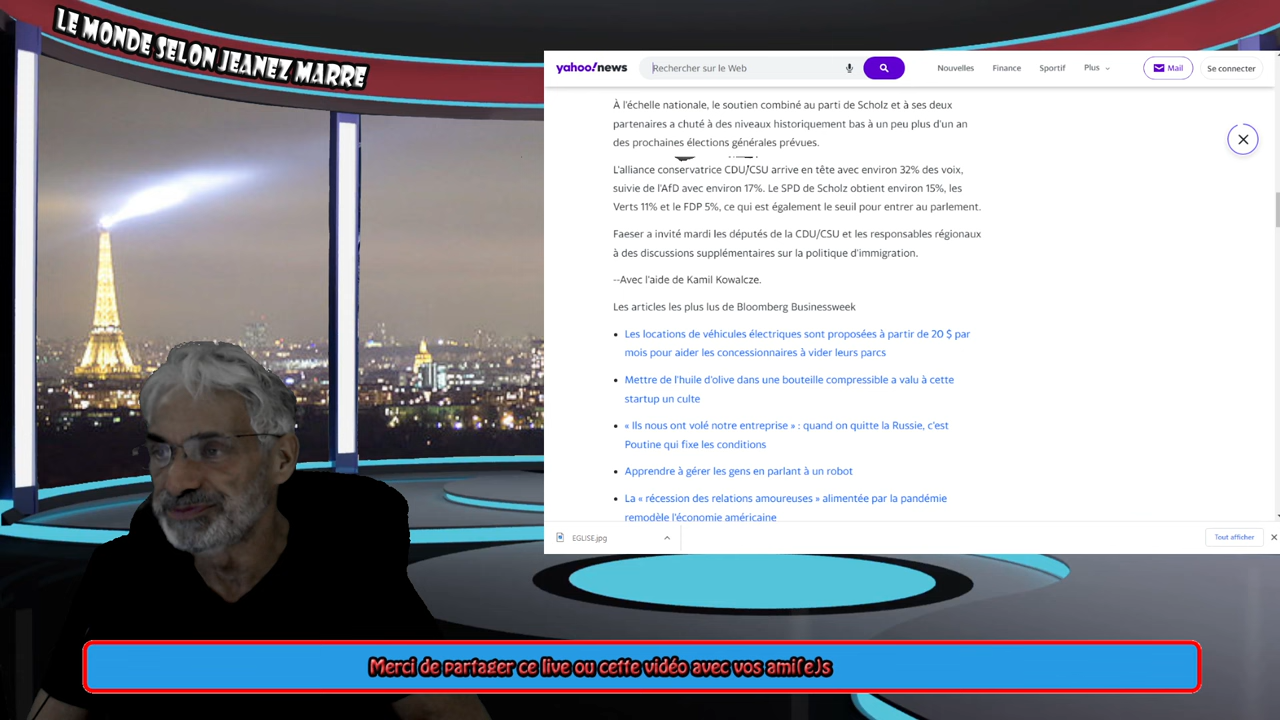 LE MONDE SELON JEANEZ MARRE
yahoo!news
Rechercher sur le Web
Nouvelles
Finance
Sportif
Plus
Mail
Se connecter
À l'échelle nationale, le soutien combiné au parti de Scholz et à ses deux
partenaires a chuté à des niveaux historiquement bas à un peu plus d'un an
des prochaines élections générales prévues.
L'alliance conservatrice CDU/CSU arrive en tête avec environ 32% des voix,
suivie de l'AfD avec environ 17%. Le SPD de Scholz obtient environ 15%, les
Verts 11% et le FDP 5%, ce qui est également le seuil pour entrer au parlement.
Faeser a invité mardi les députés de la CDU/CSU et les responsables régionaux
à des discussions supplémentaires sur la politique d'immigration.
--Avec l'aide de Kamil Kowalcze.
Les articles les plus lus de Bloomberg Businessweek
Les locations de véhicules électriques sont proposées à partir de 20 $ par
mois pour aider les concessionnaires à vider leurs parcs
Mettre de l'huile d'olive dans une bouteille compressible a valu à cette
startup un culte
« Ils nous ont volé notre entreprise » : quand on quitte la Russie, c'est
Poutine qui fixe les conditions
Apprendre à gérer les gens en parlant à un robot
La « récession des relations amoureuses » alimentée par la pandémie
remodèle l'économie américaine
EGLISE.jpg
Tout afficher
Merci de partager ce live ou cette vidéo avec vos ami(e)s